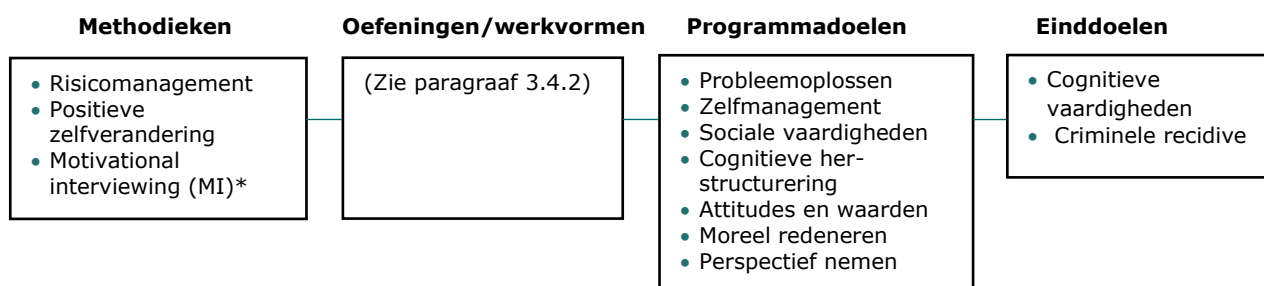 Methodieken
• Risicomanagement
• Positieve
zelfverandering
• Motivational
interviewing (MI)*
Oefeningen/werkvormen
(Zie paragraaf 3.4.2)
Programmadoelen
• Probleemoplossen
• Zelfmanagement
• Sociale vaardigheden
• Cognitieve her-
structurering
• Attitudes en waarden
• Moreel redeneren
• Perspectief nemen
Einddoelen
• Cognitieve
vaardigheden
• Criminele recidive